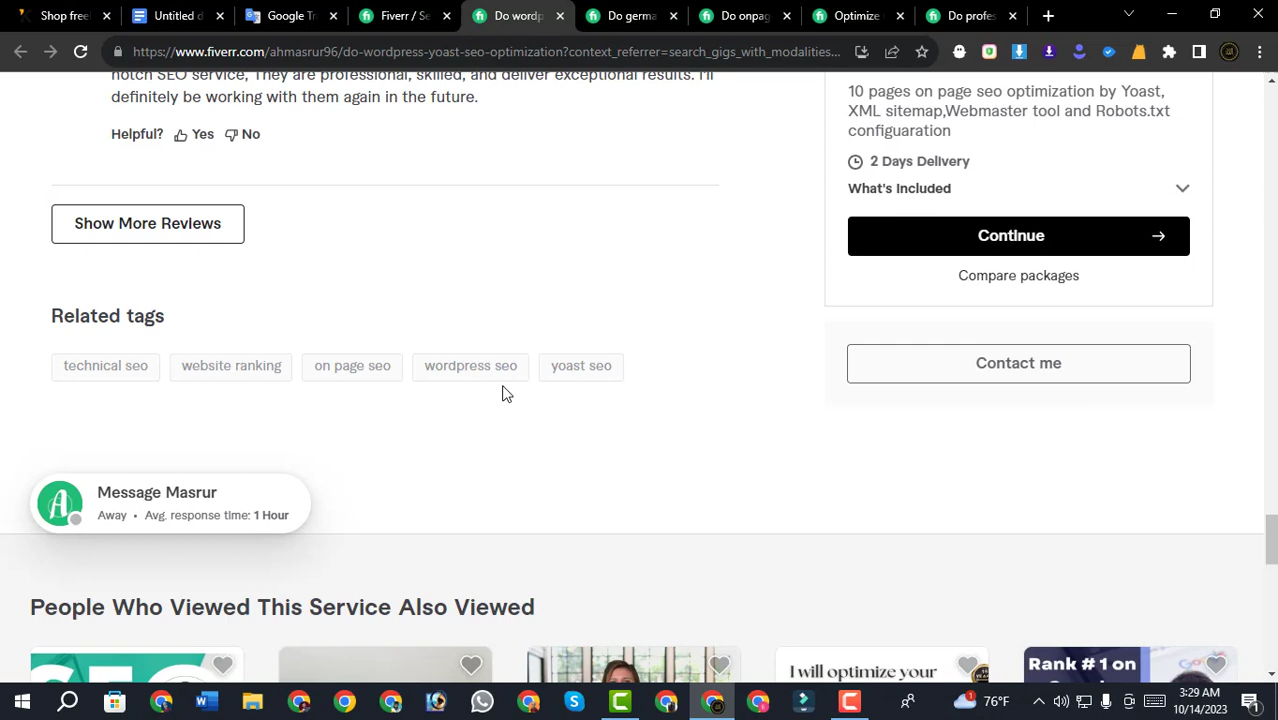 Shop free
Untitled d
Google Tr
Fiverr / Se
Do wordp
Do germa
Do onpag
Optimize
Do profes
https://www.fiverr.com/ahmasrur96/do-wordpress-yoast-seo-optimization?context_referrer=search_gigs_with_modalities...
notch SEO service, They are professional, skilled, and deliver exceptional results. I'll
definitely be working with them again in the future.
Helpful? Yes No
Show More Reviews
Related tags
technical seo
website ranking
on page seo
wordpress seo
yoast seo
10 pages on page seo optimization by Yoast,
XML sitemap,Webmaster tool and Robots.txt
configuaration
2 Days Delivery
What's Included
Continue
Compare packages
Contact me
Message Masrur
Away • Avg. response time: 1 Hour
People Who Viewed This Service Also Viewed
SEO
I will optimize your
Rank # 1 on
76°F
3:29 AM
10/14/2023